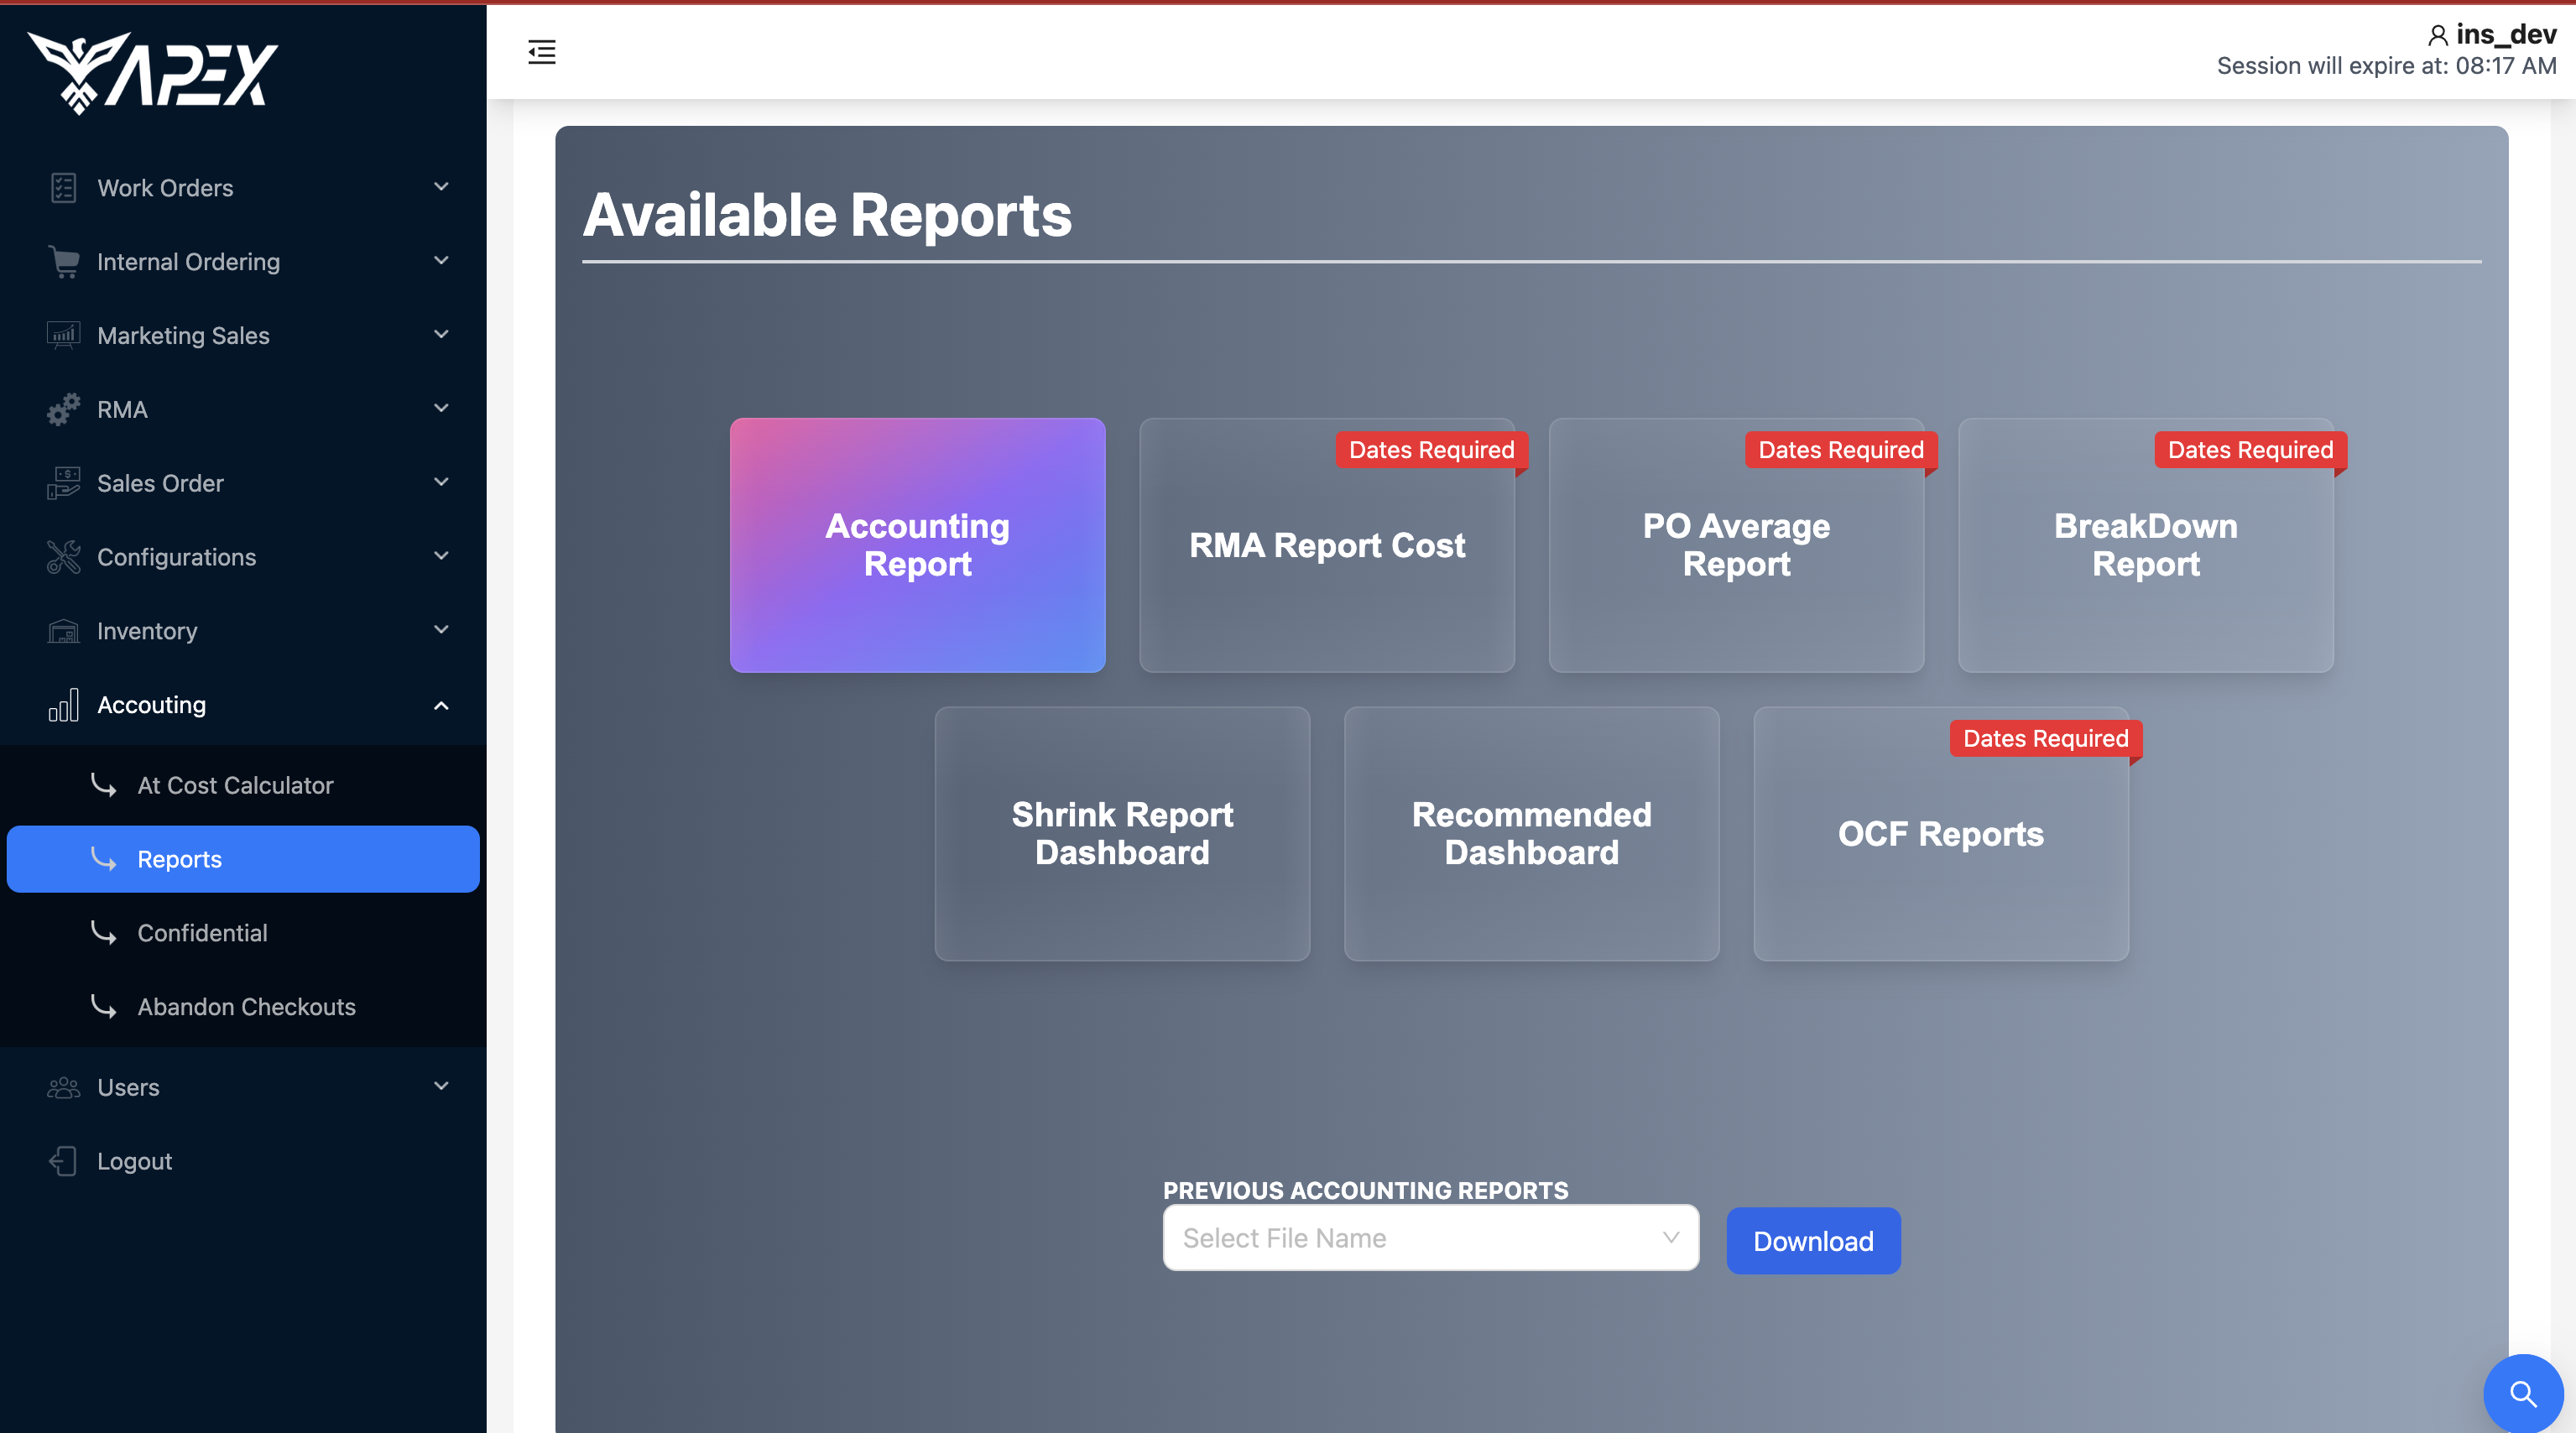 APEX
ins_dev
Session will expire at: 08:17 AM
Work Orders
Internal Ordering
Marketing Sales
RMA
Sales Order
Configurations
Inventory
Accouting
At Cost Calculator
Reports
Confidential
Abandon Checkouts
Users
Logout
Available Reports
Accounting
Report
Dates Required
RMA Report Cost
Dates Required
PO Average
Report
Dates Required
BreakDown
Report
Shrink Report
Dashboard
Recommended
Dashboard
Dates Required
OCF Reports
PREVIOUS ACCOUNTING REPORTS
Select File Name
Download